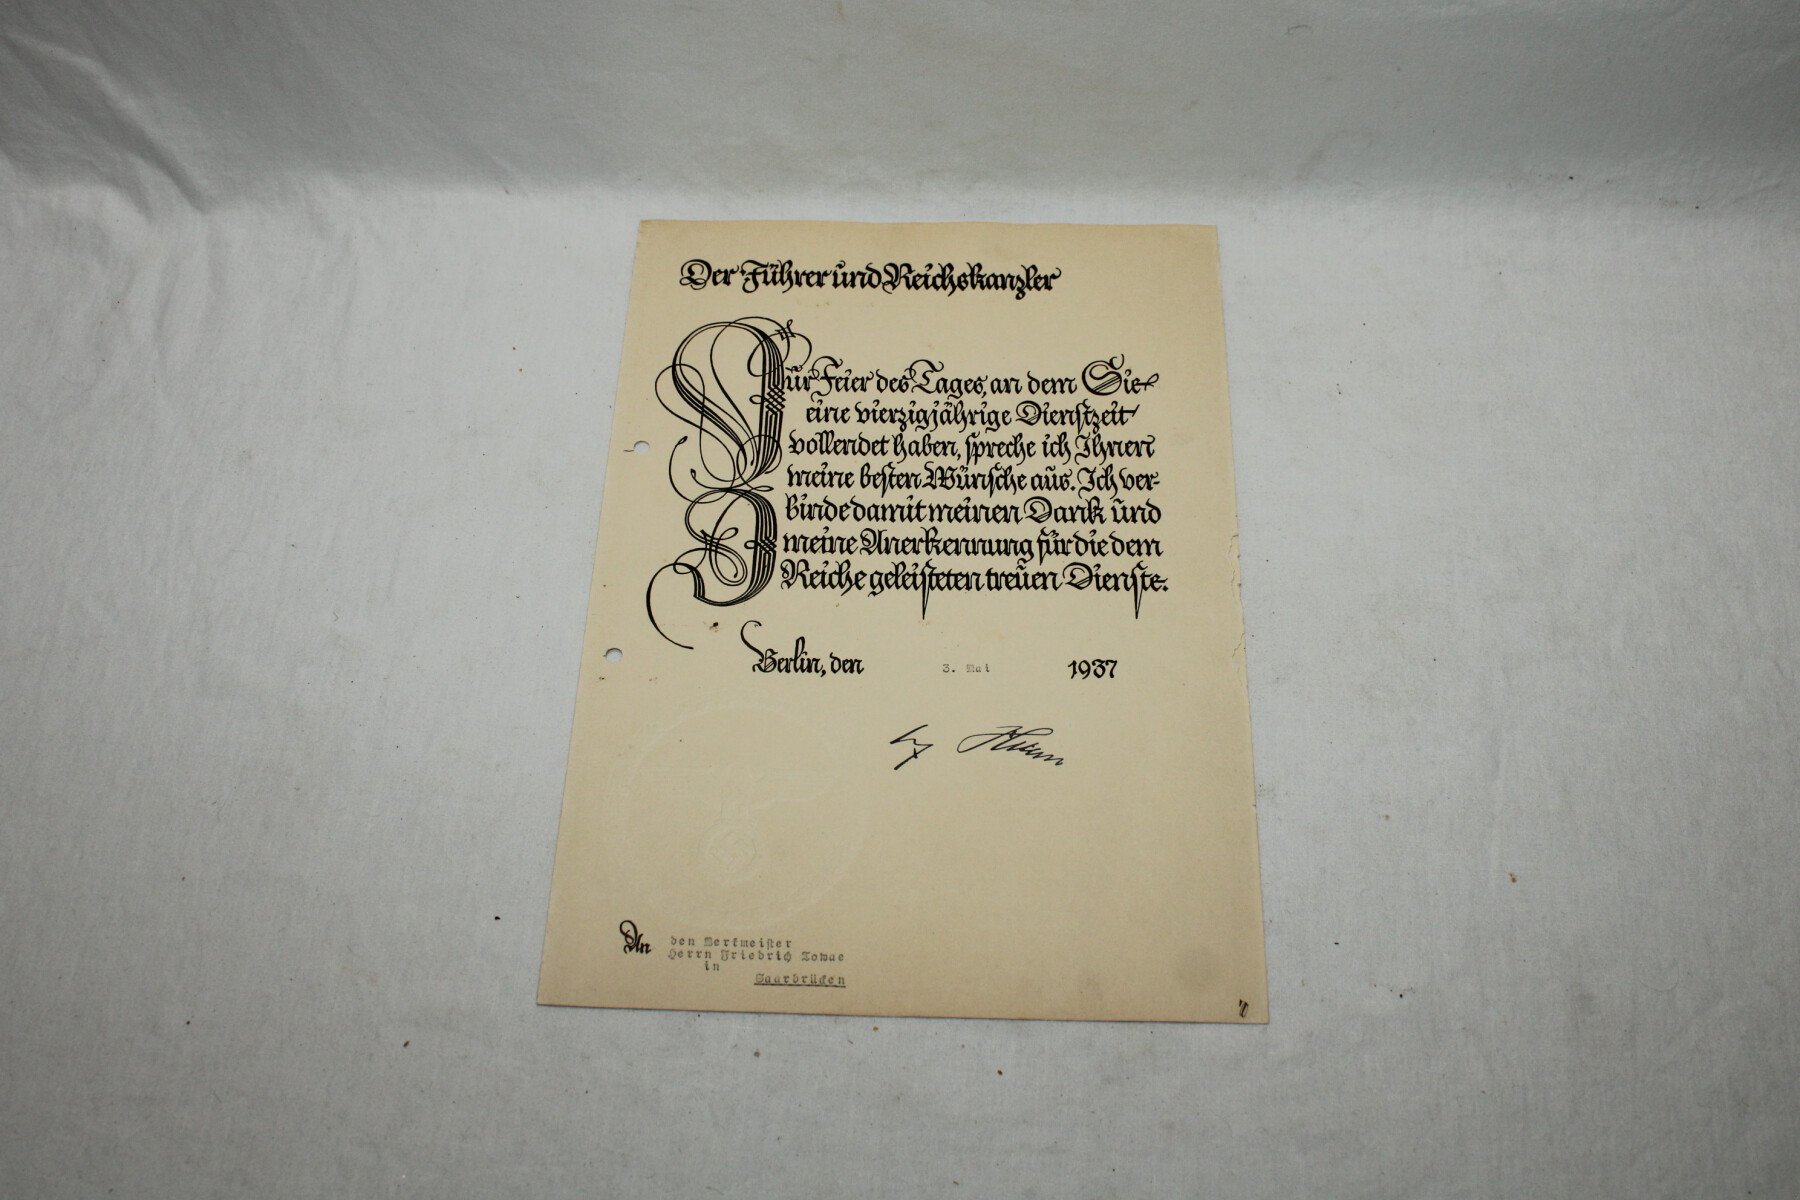 Der Führer und Reichskanzler
Zur Feier des Tages, an dem Sie
eine vierzigjährige Dienstzeit
vollendet haben, spreche ich Ihnen
meine besten Wünsche aus. Ich ver-
binde damit meinen Dank und
meine Anerkennung für die dem
Reiche geleisteten treuen Dienste.
Berlin, den 3. Mai 1937
An den Werkmeister
Herrn Friedrich Towae
in
Saarbrücken